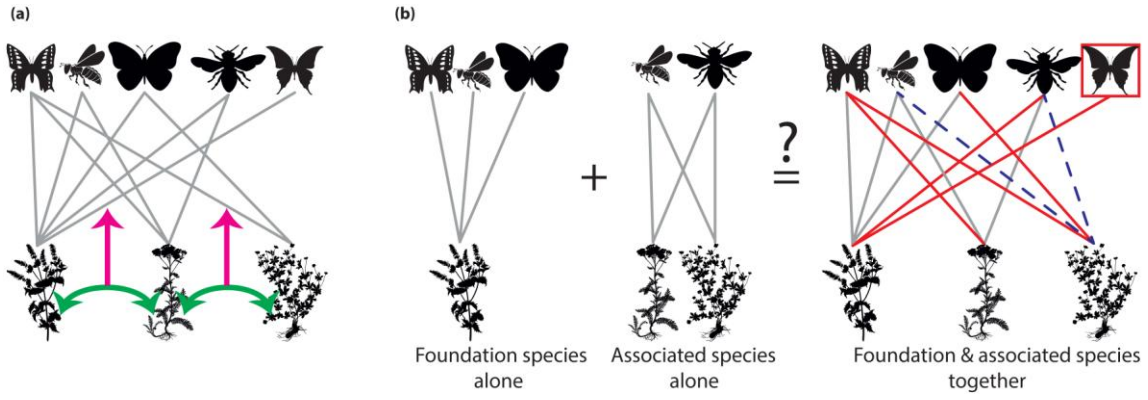 (a)
(b)
+
?
=
Foundation species
alone
Associated species
alone
Foundation & associated species
together